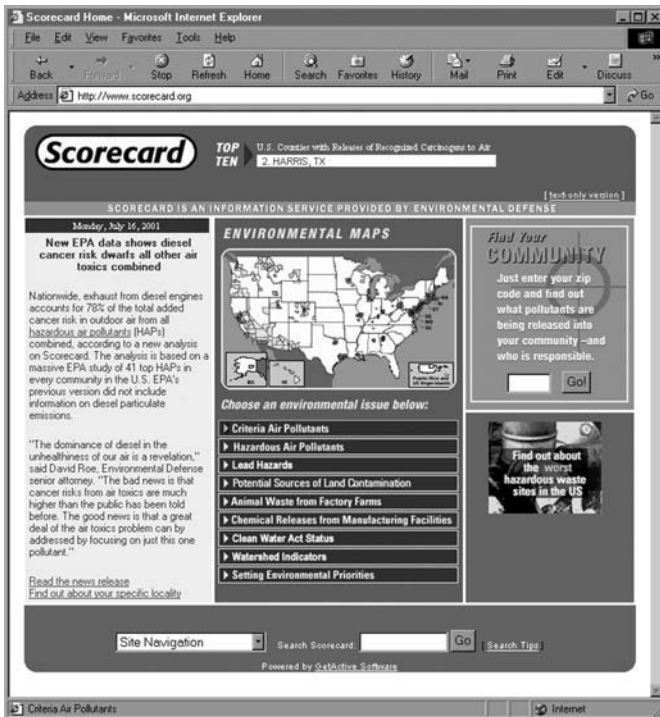 Scorecard Home - Microsoft Internet Explorer
File Edit View Favorites Tools Help
Back Forward Stop Refresh Home Search Favorites History Mail Print Edit Discuss
Address http://www.scorecard.org Go
Scorecard
TOP TEN
U.S. Counties with Releases of Recognized Carcinogens to Air
2. HARRIS, TX
[ text-only version ]
SCORECARD IS AN INFORMATION SERVICE PROVIDED BY ENVIRONMENTAL DEFENSE
Monday, July 16, 2001
New EPA data shows diesel
cancer risk dwarfs all other air
toxics combined
Nationwide, exhaust from diesel engines
accounts for 78% of the total added
cancer risk in outdoor air from all
hazardous air pollutants (HAPs)
combined, according to a new analysis
on Scorecard. The analysis is based on a
massive EPA study of 41 top HAPs in
every community in the U.S. EPA's
previous version did not include
information on diesel particulate
emissions.
"The dominance of diesel in the
unhealthiness of our air is a revelation,"
said David Roe, Environmental Defense
senior attorney. "The bad news is that
cancer risks from air toxics are much
higher than the public has been told
before. The good news is that a great
deal of the air toxics problem can by
addressed by focusing on just this one
pollutant."
Read the news release
Find out about your specific locality
ENVIRONMENTAL MAPS
Puerto Rico and
US Virgin Islands
Choose an environmental issue below:
Criteria Air Pollutants
Hazardous Air Pollutants
Lead Hazards
Potential Sources of Land Contamination
Animal Waste from Factory Farms
Chemical Releases from Manufacturing Facilities
Clean Water Act Status
Watershed Indicators
Setting Environmental Priorities
Find Your
COMMUNITY
Just enter your zip
code and find out
what pollutants are
being released into
your community –and
who is responsible.
Go!
Find out about
the worst
hazardous waste
sites in the US
Site Navigation Search Scorecard: Go [ Search Tips ]
Powered by GetActive Software
Criteria Air Pollutants Internet